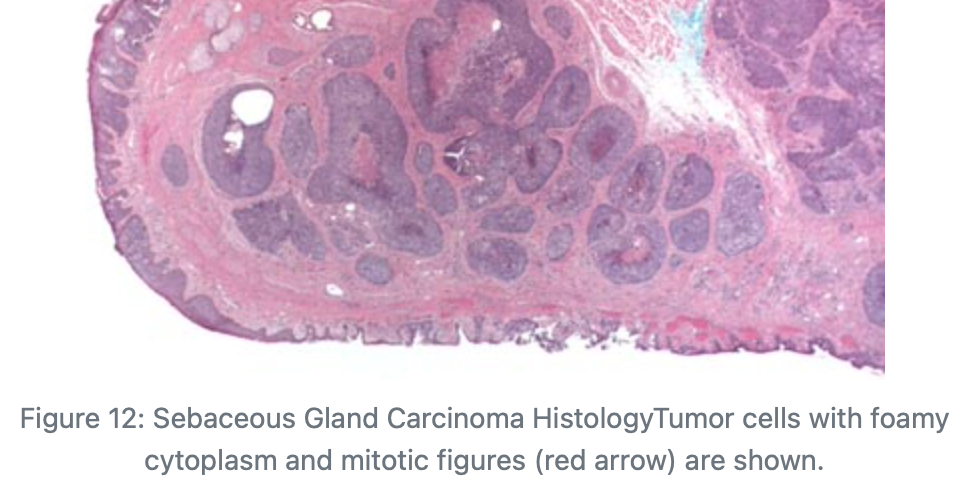 Figure 12: Sebaceous Gland Carcinoma HistologyTumor cells with foamy
cytoplasm and mitotic figures (red arrow) are shown.